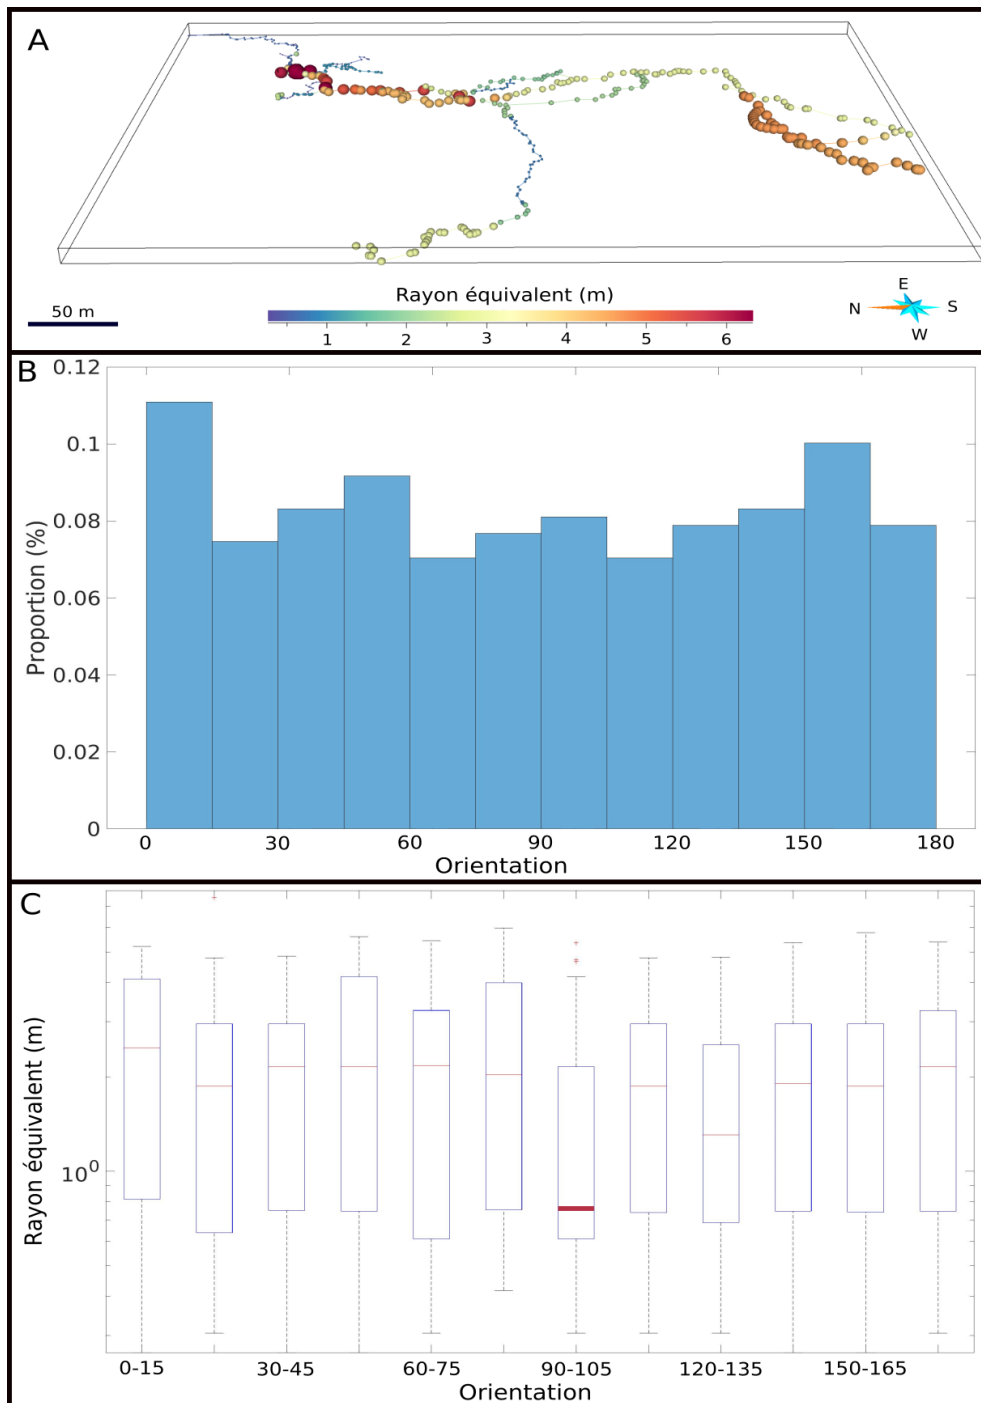 A
E
N
S
W
50 m
Rayon équivalent (m)
1 2 3 4 5 6
B
0.12
0.1
0.08
0.06
0.04
0.02
0
Proportion (%)
0 30 60 90 120 150 180
Orientation
C
Rayon équivalent (m)
10⁰
0-15 30-45 60-75 90-105 120-135 150-165
Orientation